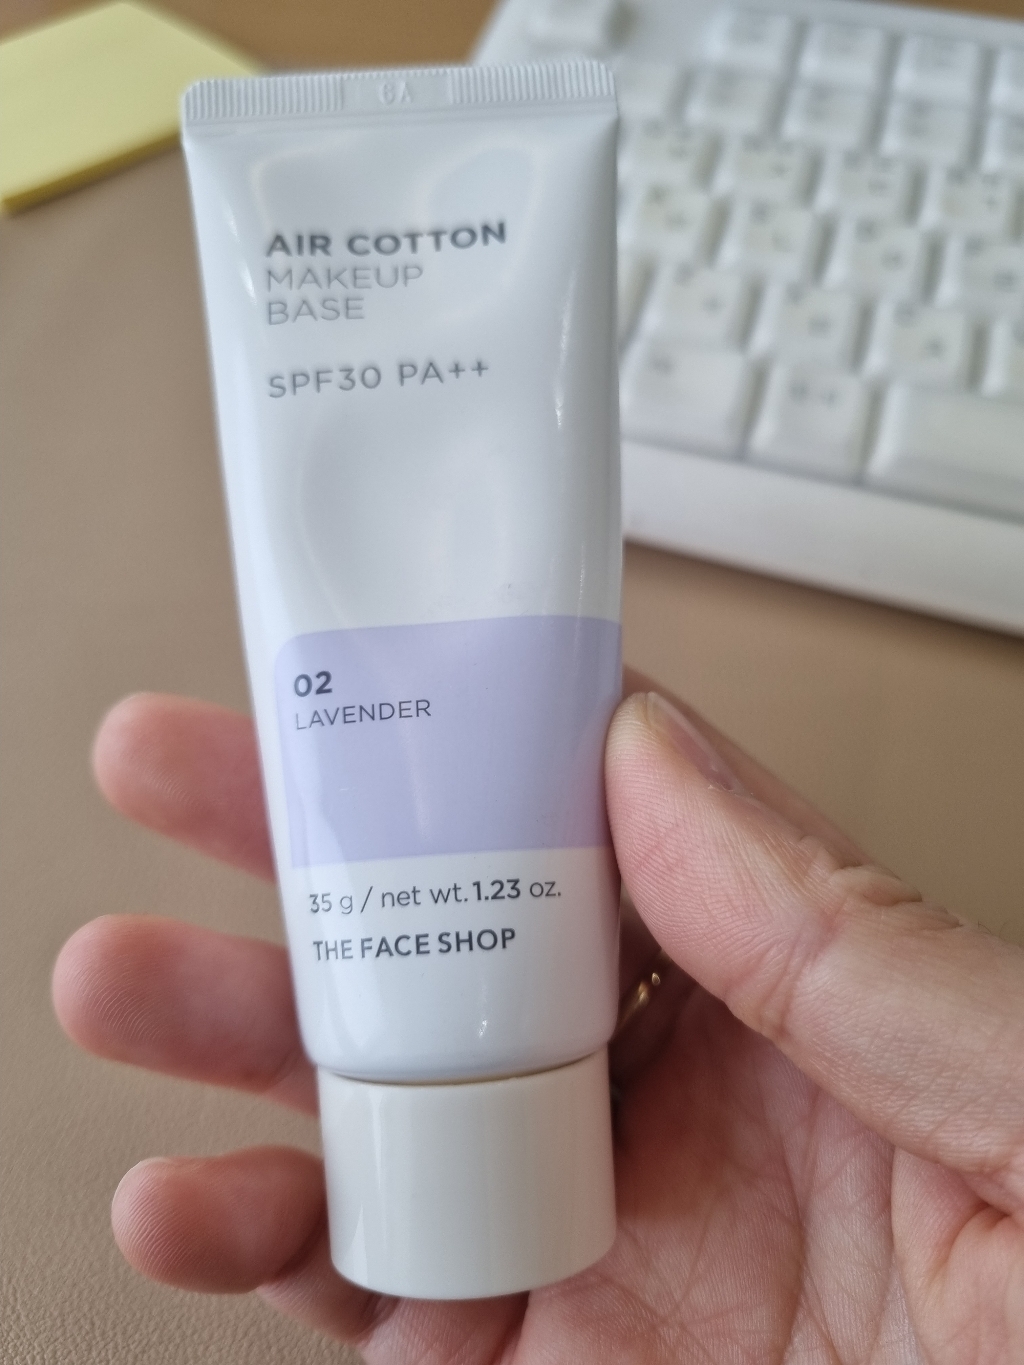 AIR COTTON
MAKEUP
BASE
SPF30 PA++
02
LAVENDER
35 g / net wt. 1.23 oz.
THE FACE SHOP